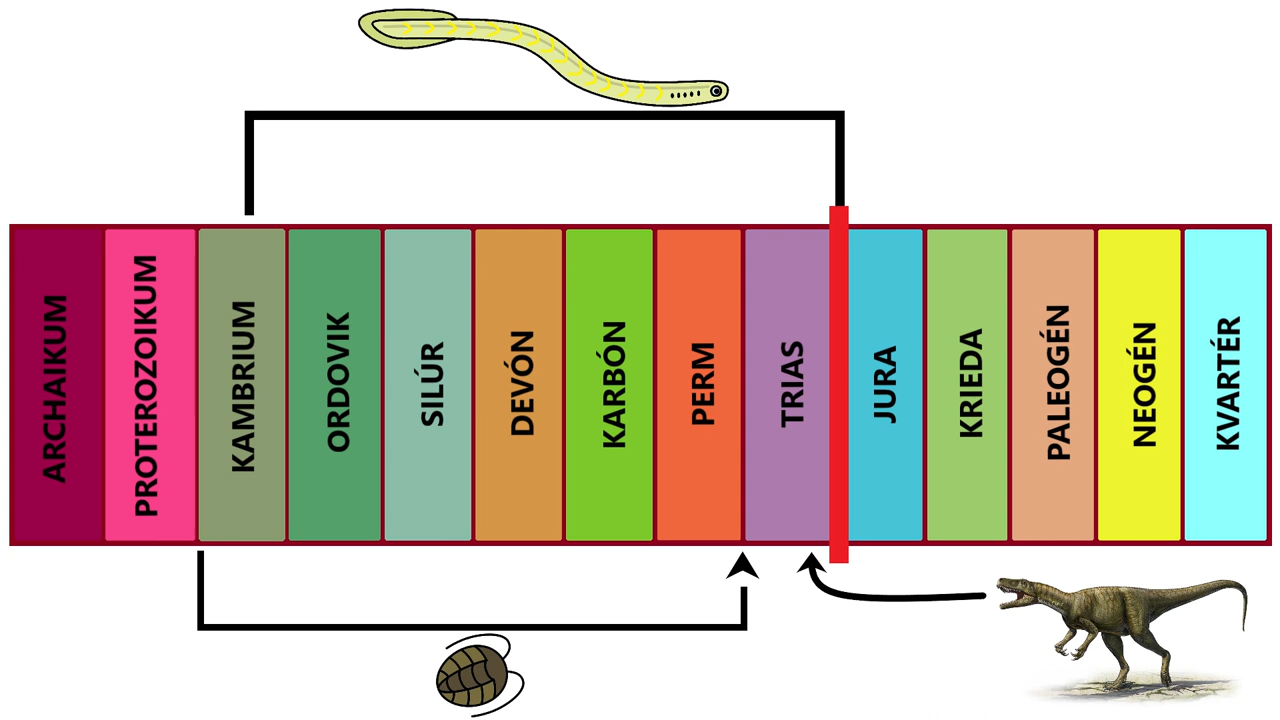 ARCHAIKUM
PROTEROZOIKUM
KAMBRIUM
ORDOVIK
SILÚR
DEVÓN
KARBÓN
PERM
TRIAS
JURA
KRIEDA
PALEOGÉN
NEOGÉN
KVARTÉR